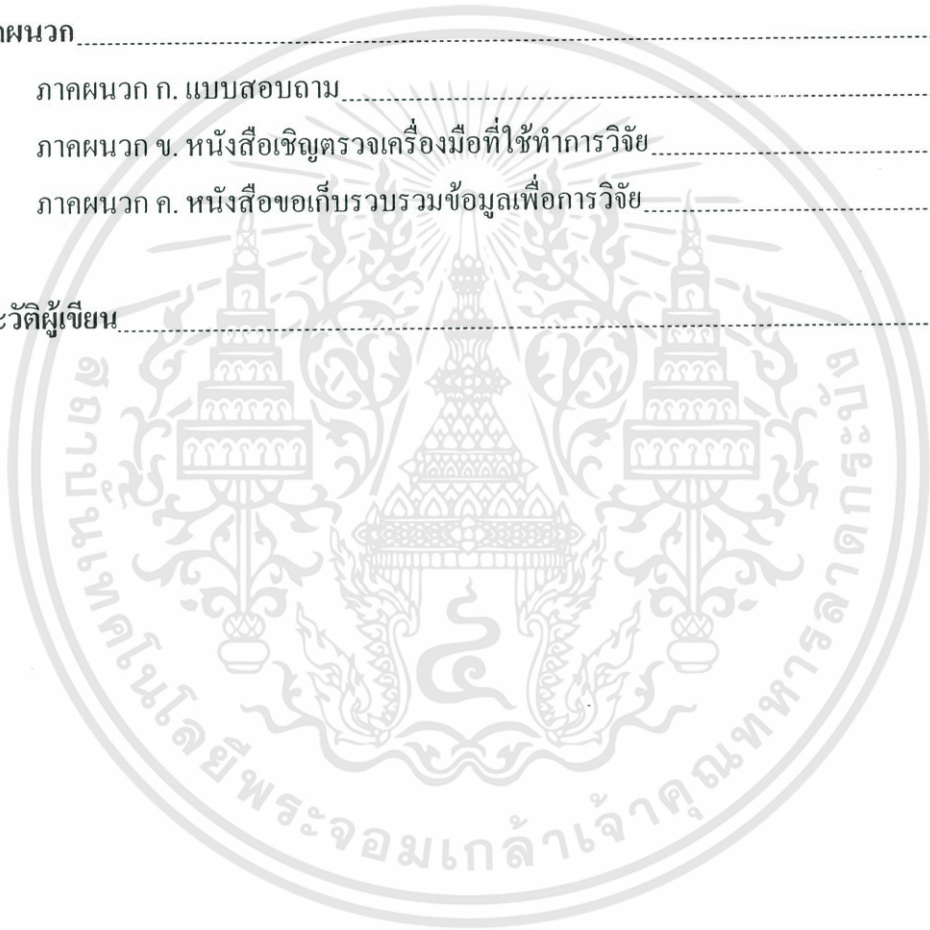 ผนวก
ภาคผนวก ก. แบบสอบถาม
ภาคผนวก ข. หนังสือเชิญตรวจเครื่องมือที่ใช้ทำการวิจัย
ภาคผนวก ค. หนังสือขอเก็บรวบรวมข้อมูลเพื่อการวิจัย
วัติผู้เขียน
สถาบันเทคโนโลยีพระจอมเกล้าเจ้าคุณทหารลาดกระบัง